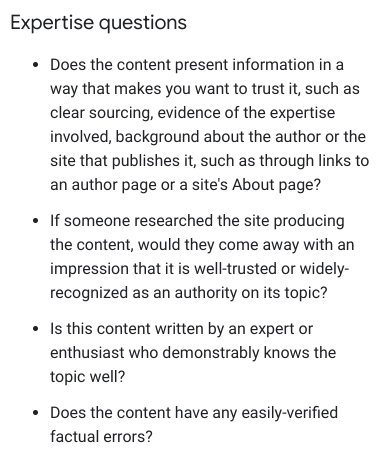 Expertise questions
• Does the content present information in a
way that makes you want to trust it, such as
clear sourcing, evidence of the expertise
involved, background about the author or the
site that publishes it, such as through links to
an author page or a site's About page?
• If someone researched the site producing
the content, would they come away with an
impression that it is well-trusted or widely-
recognized as an authority on its topic?
• Is this content written by an expert or
enthusiast who demonstrably knows the
topic well?
• Does the content have any easily-verified
factual errors?